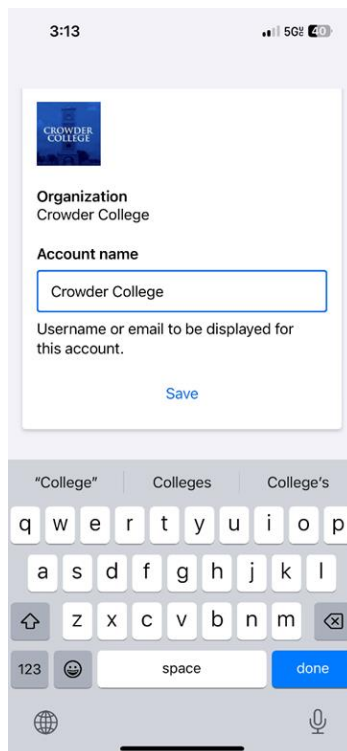 3:13 5G 40
CROWDER
COLLEGE
Organization
Crowder College
Account name
Crowder College
Username or email to be displayed for
this account.
Save
“College” Colleges College’s
q w e r t y u i o p
a s d f g h j k l
z x c v b n m
123 space done